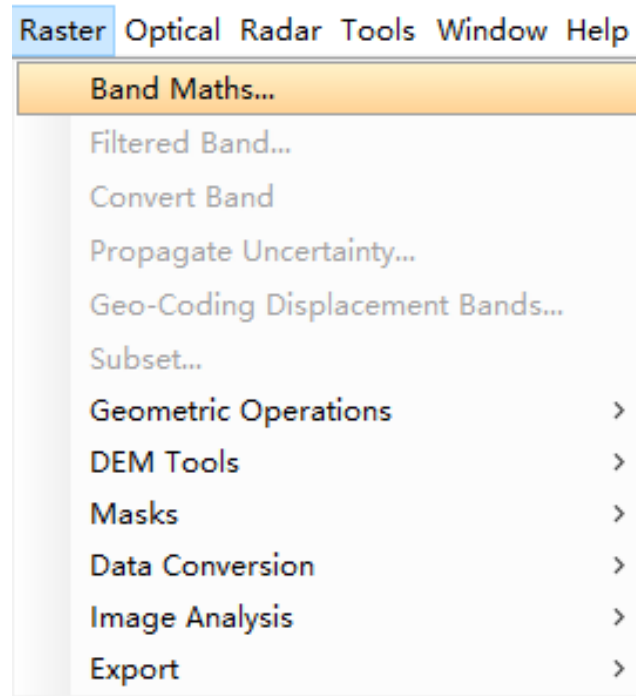 Raster Optical Radar Tools Window Help
Band Maths...
Filtered Band...
Convert Band
Propagate Uncertainty...
Geo-Coding Displacement Bands...
Subset...
Geometric Operations
DEM Tools
Masks
Data Conversion
Image Analysis
Export